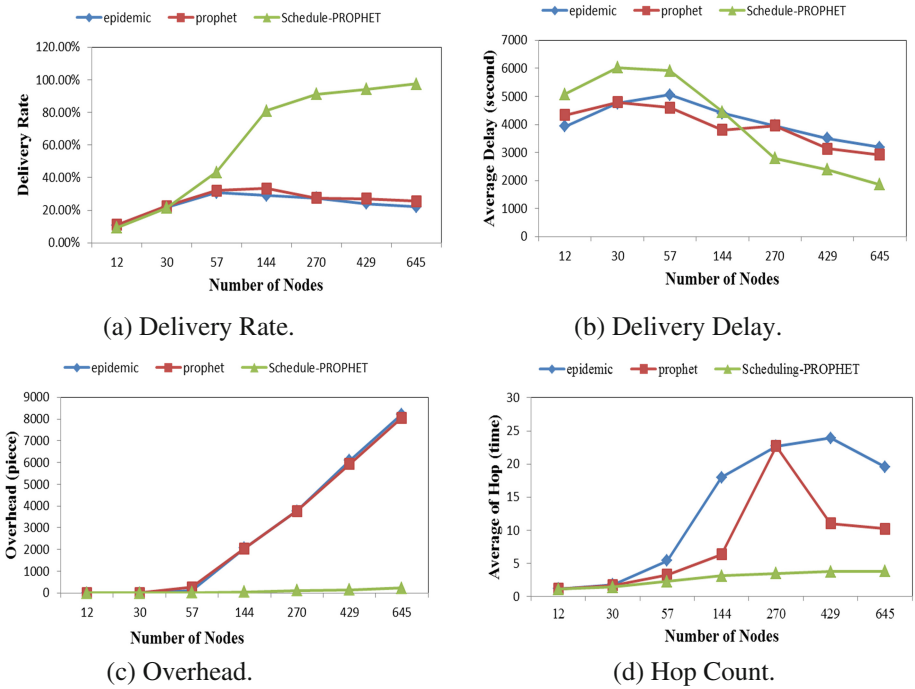 epidemic prophet Schedule-PROPHET
120.00%
100.00%
80.00%
60.00%
40.00%
20.00%
0.00%
Delivery Rate
12 30 57 144 270 429 645
Number of Nodes
(a) Delivery Rate.
epidemic prophet Schedule-PROPHET
7000
6000
5000
4000
3000
2000
1000
0
Average Delay (second)
12 30 57 144 270 429 645
Number of Nodes
(b) Delivery Delay.
epidemic prophet Schedule-PROPHET
9000
8000
7000
6000
5000
4000
3000
2000
1000
0
Overhead (piece)
12 30 57 144 270 429 645
Number of Nodes
(c) Overhead.
epidemic prophet Scheduling-PROPHET
30
25
20
15
10
5
0
Average of Hop (time)
12 30 57 144 270 429 645
Number of Nodes
(d) Hop Count.